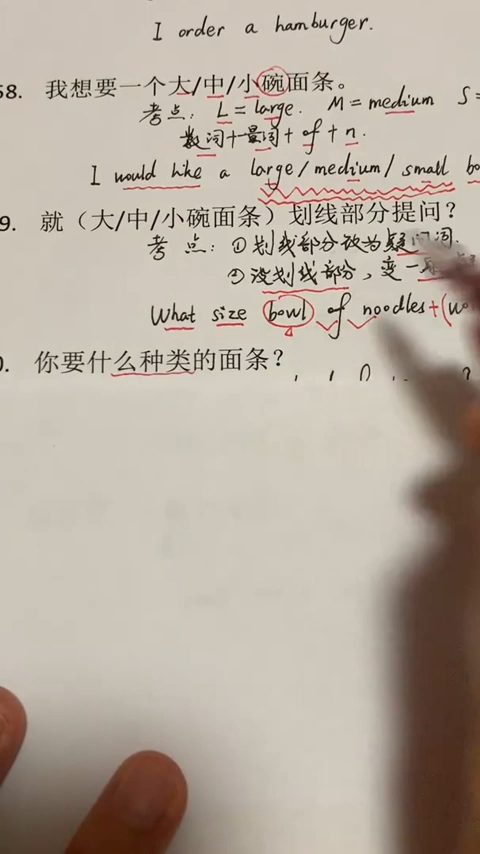 I order a hamburger.
58. 我想要一个大/中/小碗面条。
考点: L = large. M = medium S =
数词+量词+ of + n.
I would like a large/medium/small bo
9. 就（大/中/小碗面条）划线部分提问？
考点: ①划线部分改为疑问词.
②没划线部分, 变一
What size bowl of noodles + (wo
0. 你要什么种类的面条？